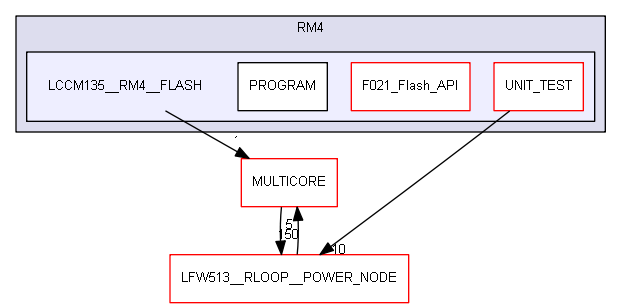 RM4
LCCM135__RM4__FLASH
PROGRAM
F021_Flash_API
UNIT_TEST
MULTICORE
5
150
10
LFW513__RLOOP__POWER_NODE